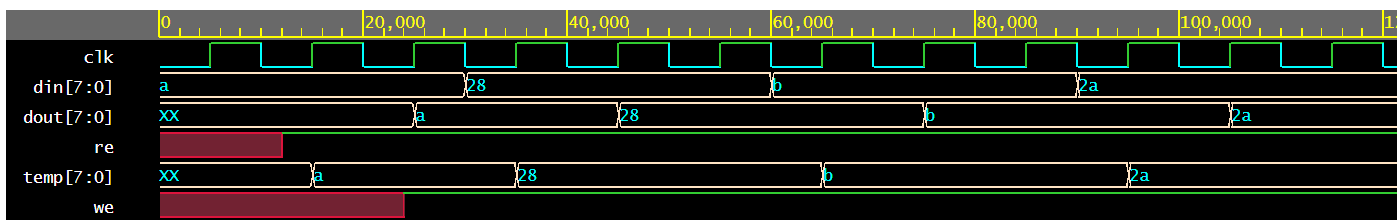 0 20,000 40,000 60,000 80,000 100,000 12
clk
din[7:0] a 28 b 2a
dout[7:0] XX a 28 b 2a
re
temp[7:0] XX a 28 b 2a
we